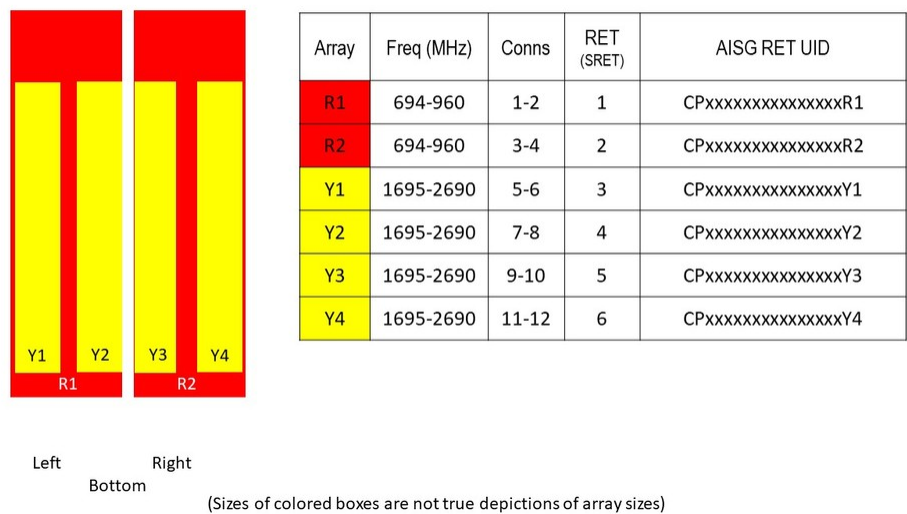 Array Freq (MHz) Conns RET (SRET) AISG RET UID
R1 694-960 1-2 1 CPxxxxxxxxxxxxxxxR1
R2 694-960 3-4 2 CPxxxxxxxxxxxxxxxR2
Y1 1695-2690 5-6 3 CPxxxxxxxxxxxxxxxY1
Y2 1695-2690 7-8 4 CPxxxxxxxxxxxxxxxY2
Y3 1695-2690 9-10 5 CPxxxxxxxxxxxxxxxY3
Y4 1695-2690 11-12 6 CPxxxxxxxxxxxxxxxY4
Y1 Y2 Y3 Y4
R1 R2
Left Right
Bottom
(Sizes of colored boxes are not true depictions of array sizes)